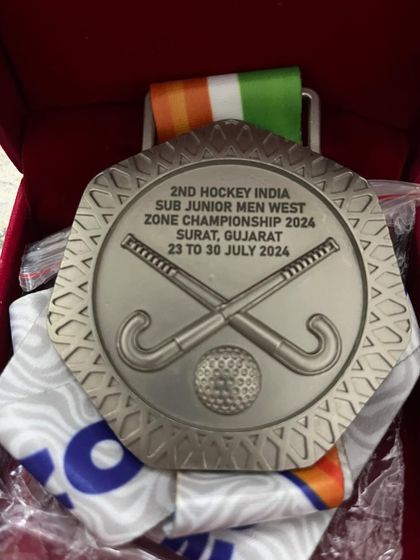 2ND HOCKEY INDIA
SUB JUNIOR MEN WEST
ZONE CHAMPIONSHIP 2024
SURAT, GUJARAT
23 TO 30 JULY 2024